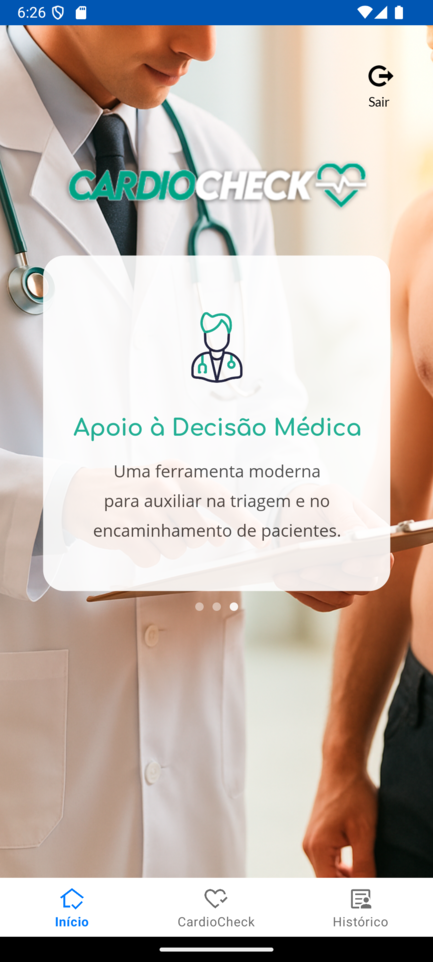 6:26
Sair
CARDIOCHECK
Apoio à Decisão Médica
Uma ferramenta moderna
para auxiliar na triagem e no
encaminhamento de pacientes.
Início
CardioCheck
Histórico